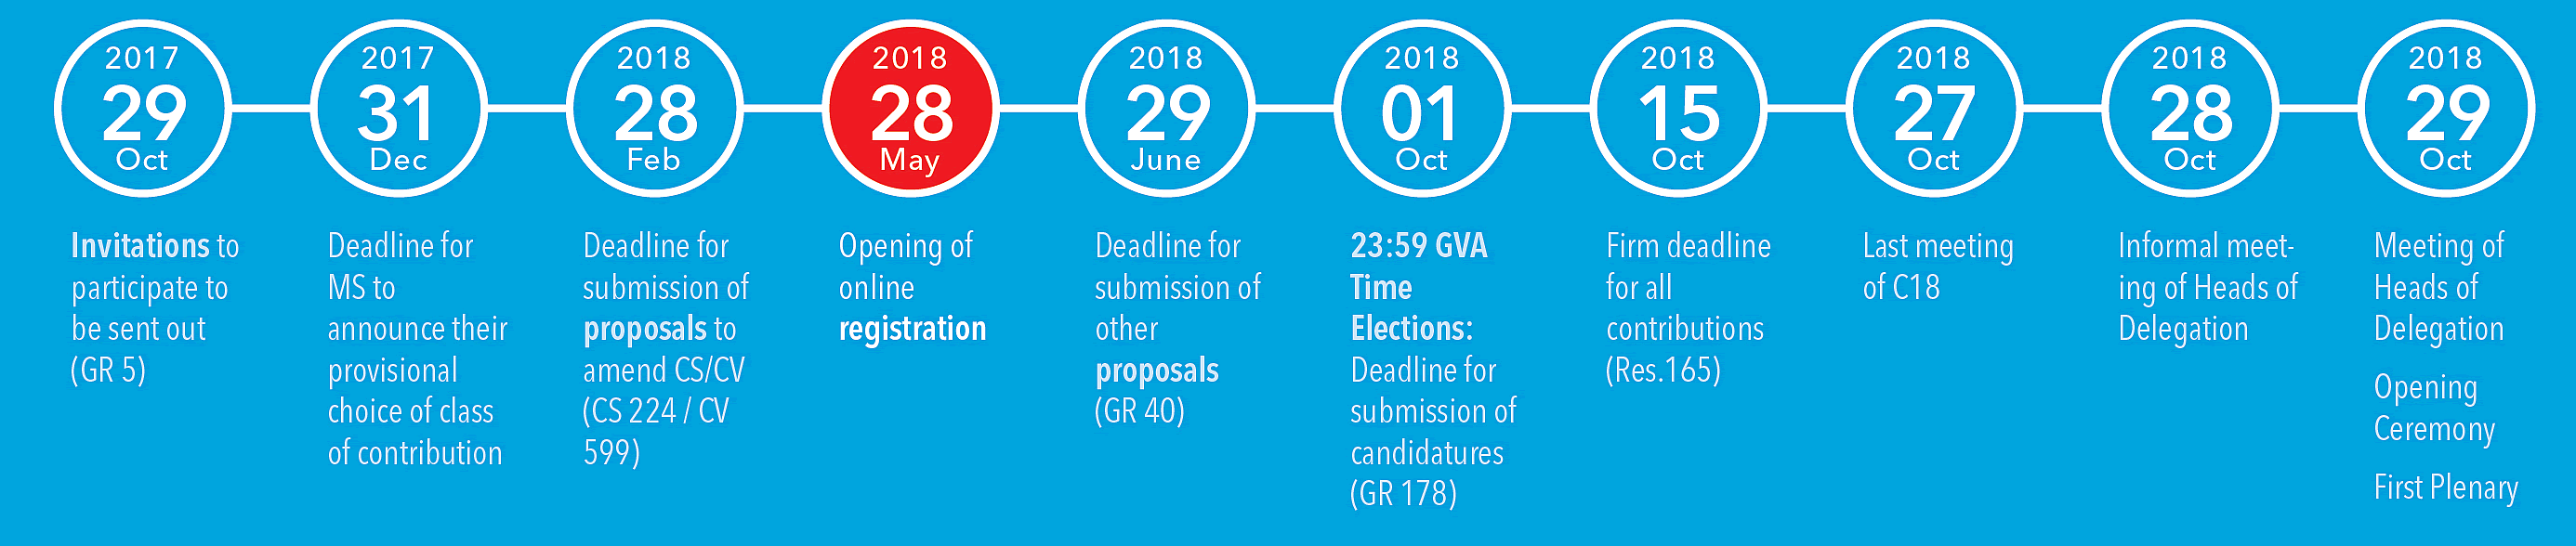 2017
29
Oct
Invitations to
participate to
be sent out
(GR 5)
2017
31
Dec
Deadline for
MS to
announce their
provisional
choice of class
of contribution
2018
28
Feb
Deadline for
submission of
proposals to
amend CS/CV
(CS 224 / CV
599)
2018
28
May
Opening of
online
registration
2018
29
June
Deadline for
submission of
other
proposals
(GR 40)
2018
01
Oct
23:59 GVA
Time
Elections:
Deadline for
submission of
candidatures
(GR 178)
2018
15
Oct
Firm deadline
for all
contributions
(Res.165)
2018
27
Oct
Last meeting
of C18
2018
28
Oct
Informal meet-
ing of Heads of
Delegation
2018
29
Oct
Meeting of
Heads of
Delegation
Opening
Ceremony
First Plenary